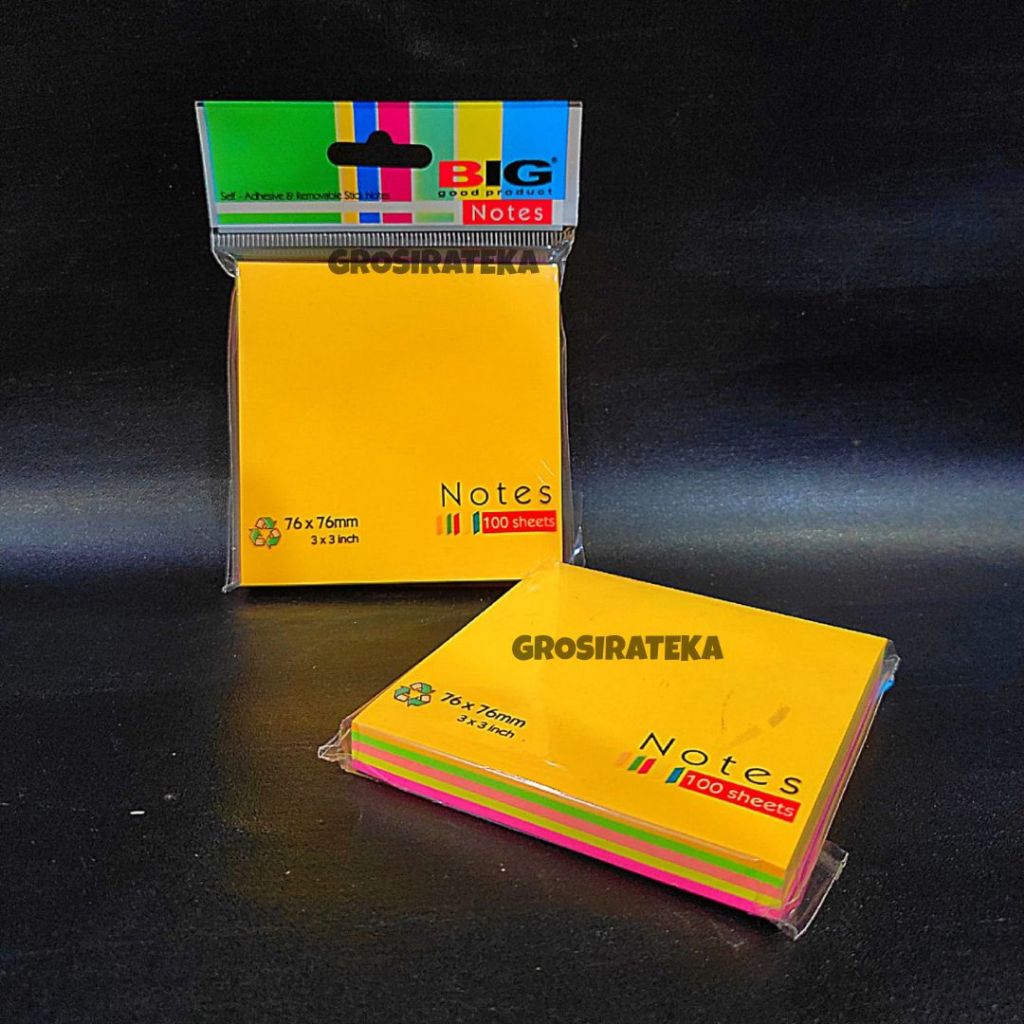 BIG®
good product
Self - Adhesive & Removable Stick Notes
Notes
GROSIRATEKA
Notes
76 x 76mm
100 sheets
3 x 3 inch
GROSIRATEKA
76 x 76mm
3 x 3 inch
Notes
100 sheets